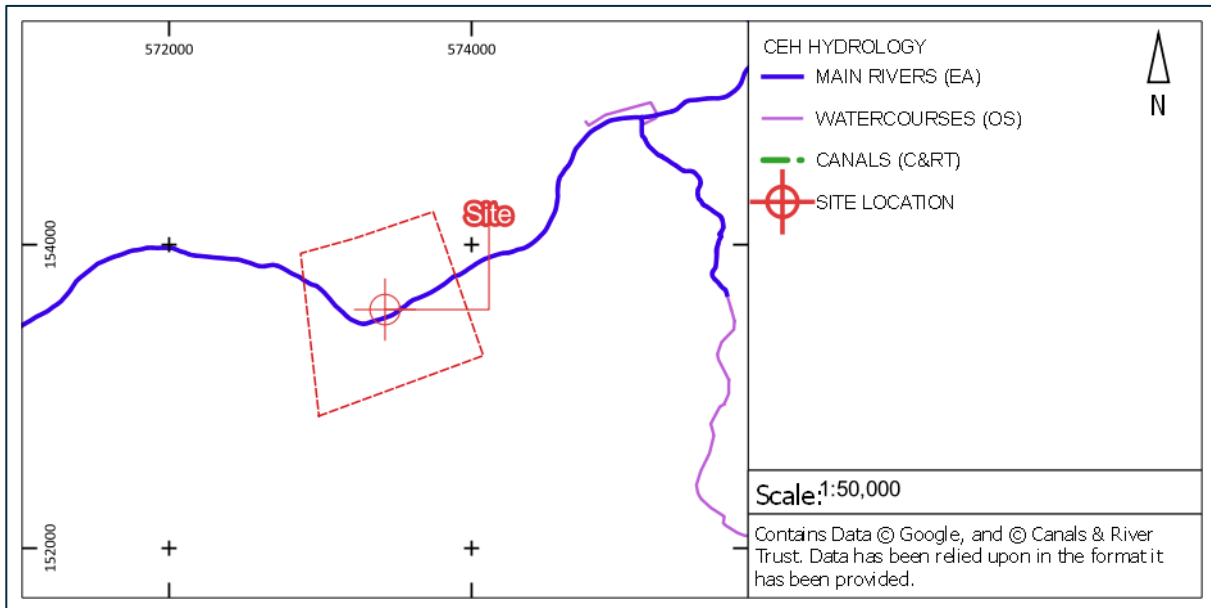 572000
574000
154000
152000
Site
CEH HYDROLOGY
MAIN RIVERS (EA)
WATERCOURSES (OS)
CANALS (C&RT)
SITE LOCATION
N
Scale:1:50,000
Contains Data © Google, and © Canals & River
Trust. Data has been relied upon in the format it
has been provided.